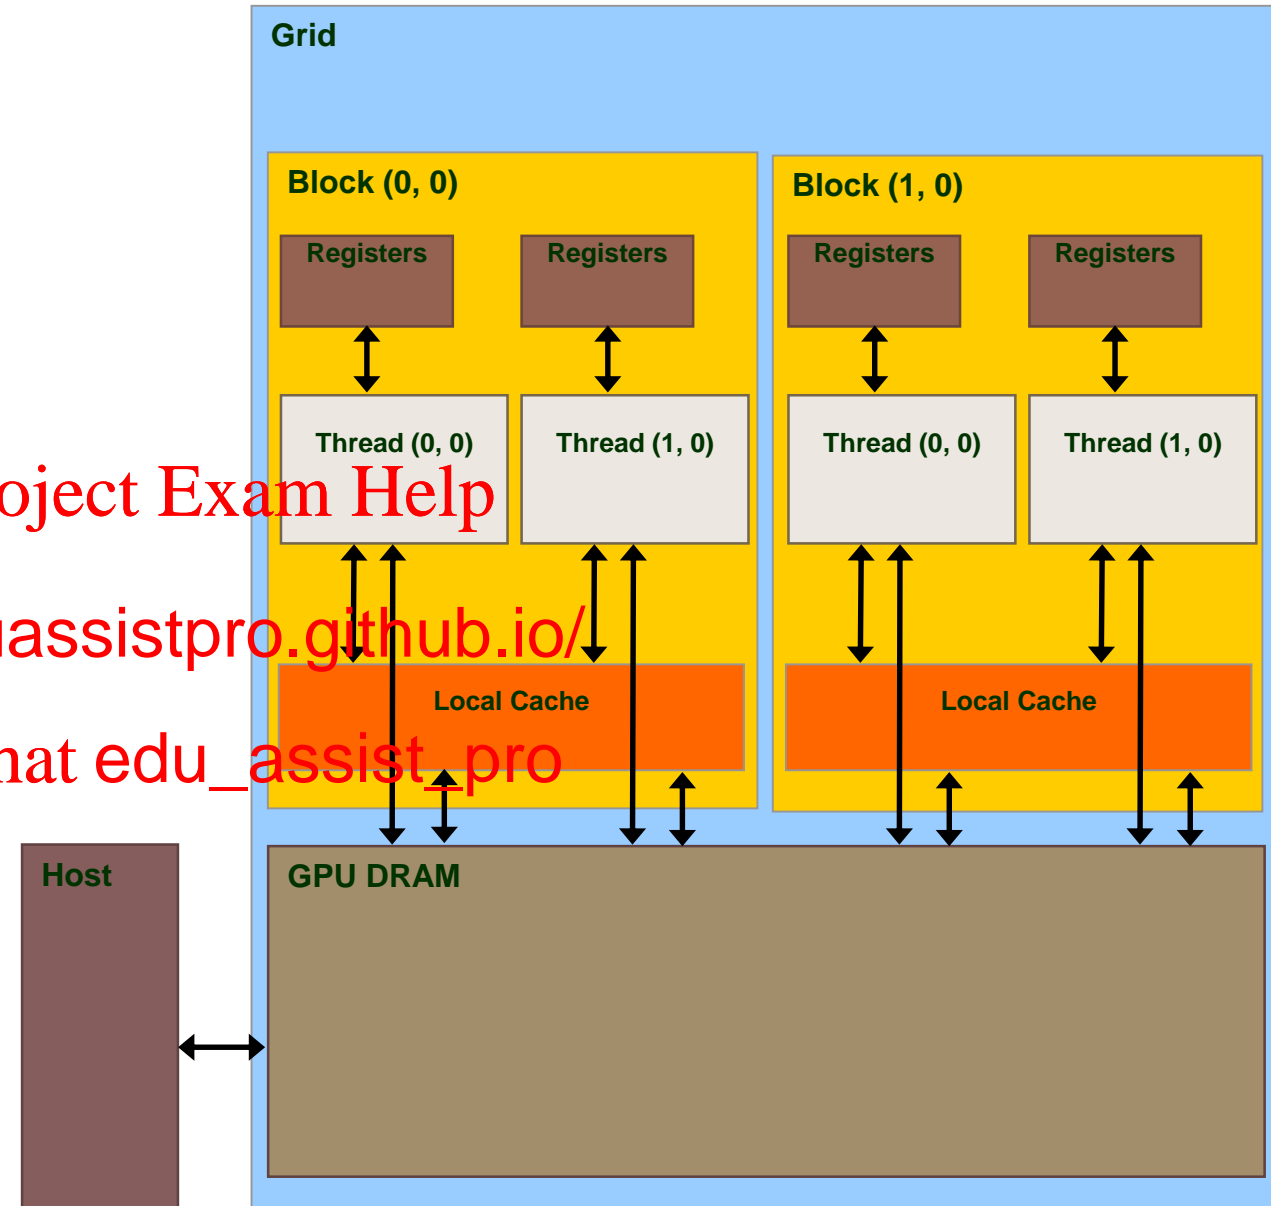 Grid
Block (0, 0)
Block (1, 0)
Registers
Registers
Registers
Registers
Thread (0, 0)
Thread (1, 0)
Thread (0, 0)
Thread (1, 0)
oject Exam Help
assistpro.github.io/
Local Cache
Local Cache
hat edu_assist_pro
Host
GPU DRAM